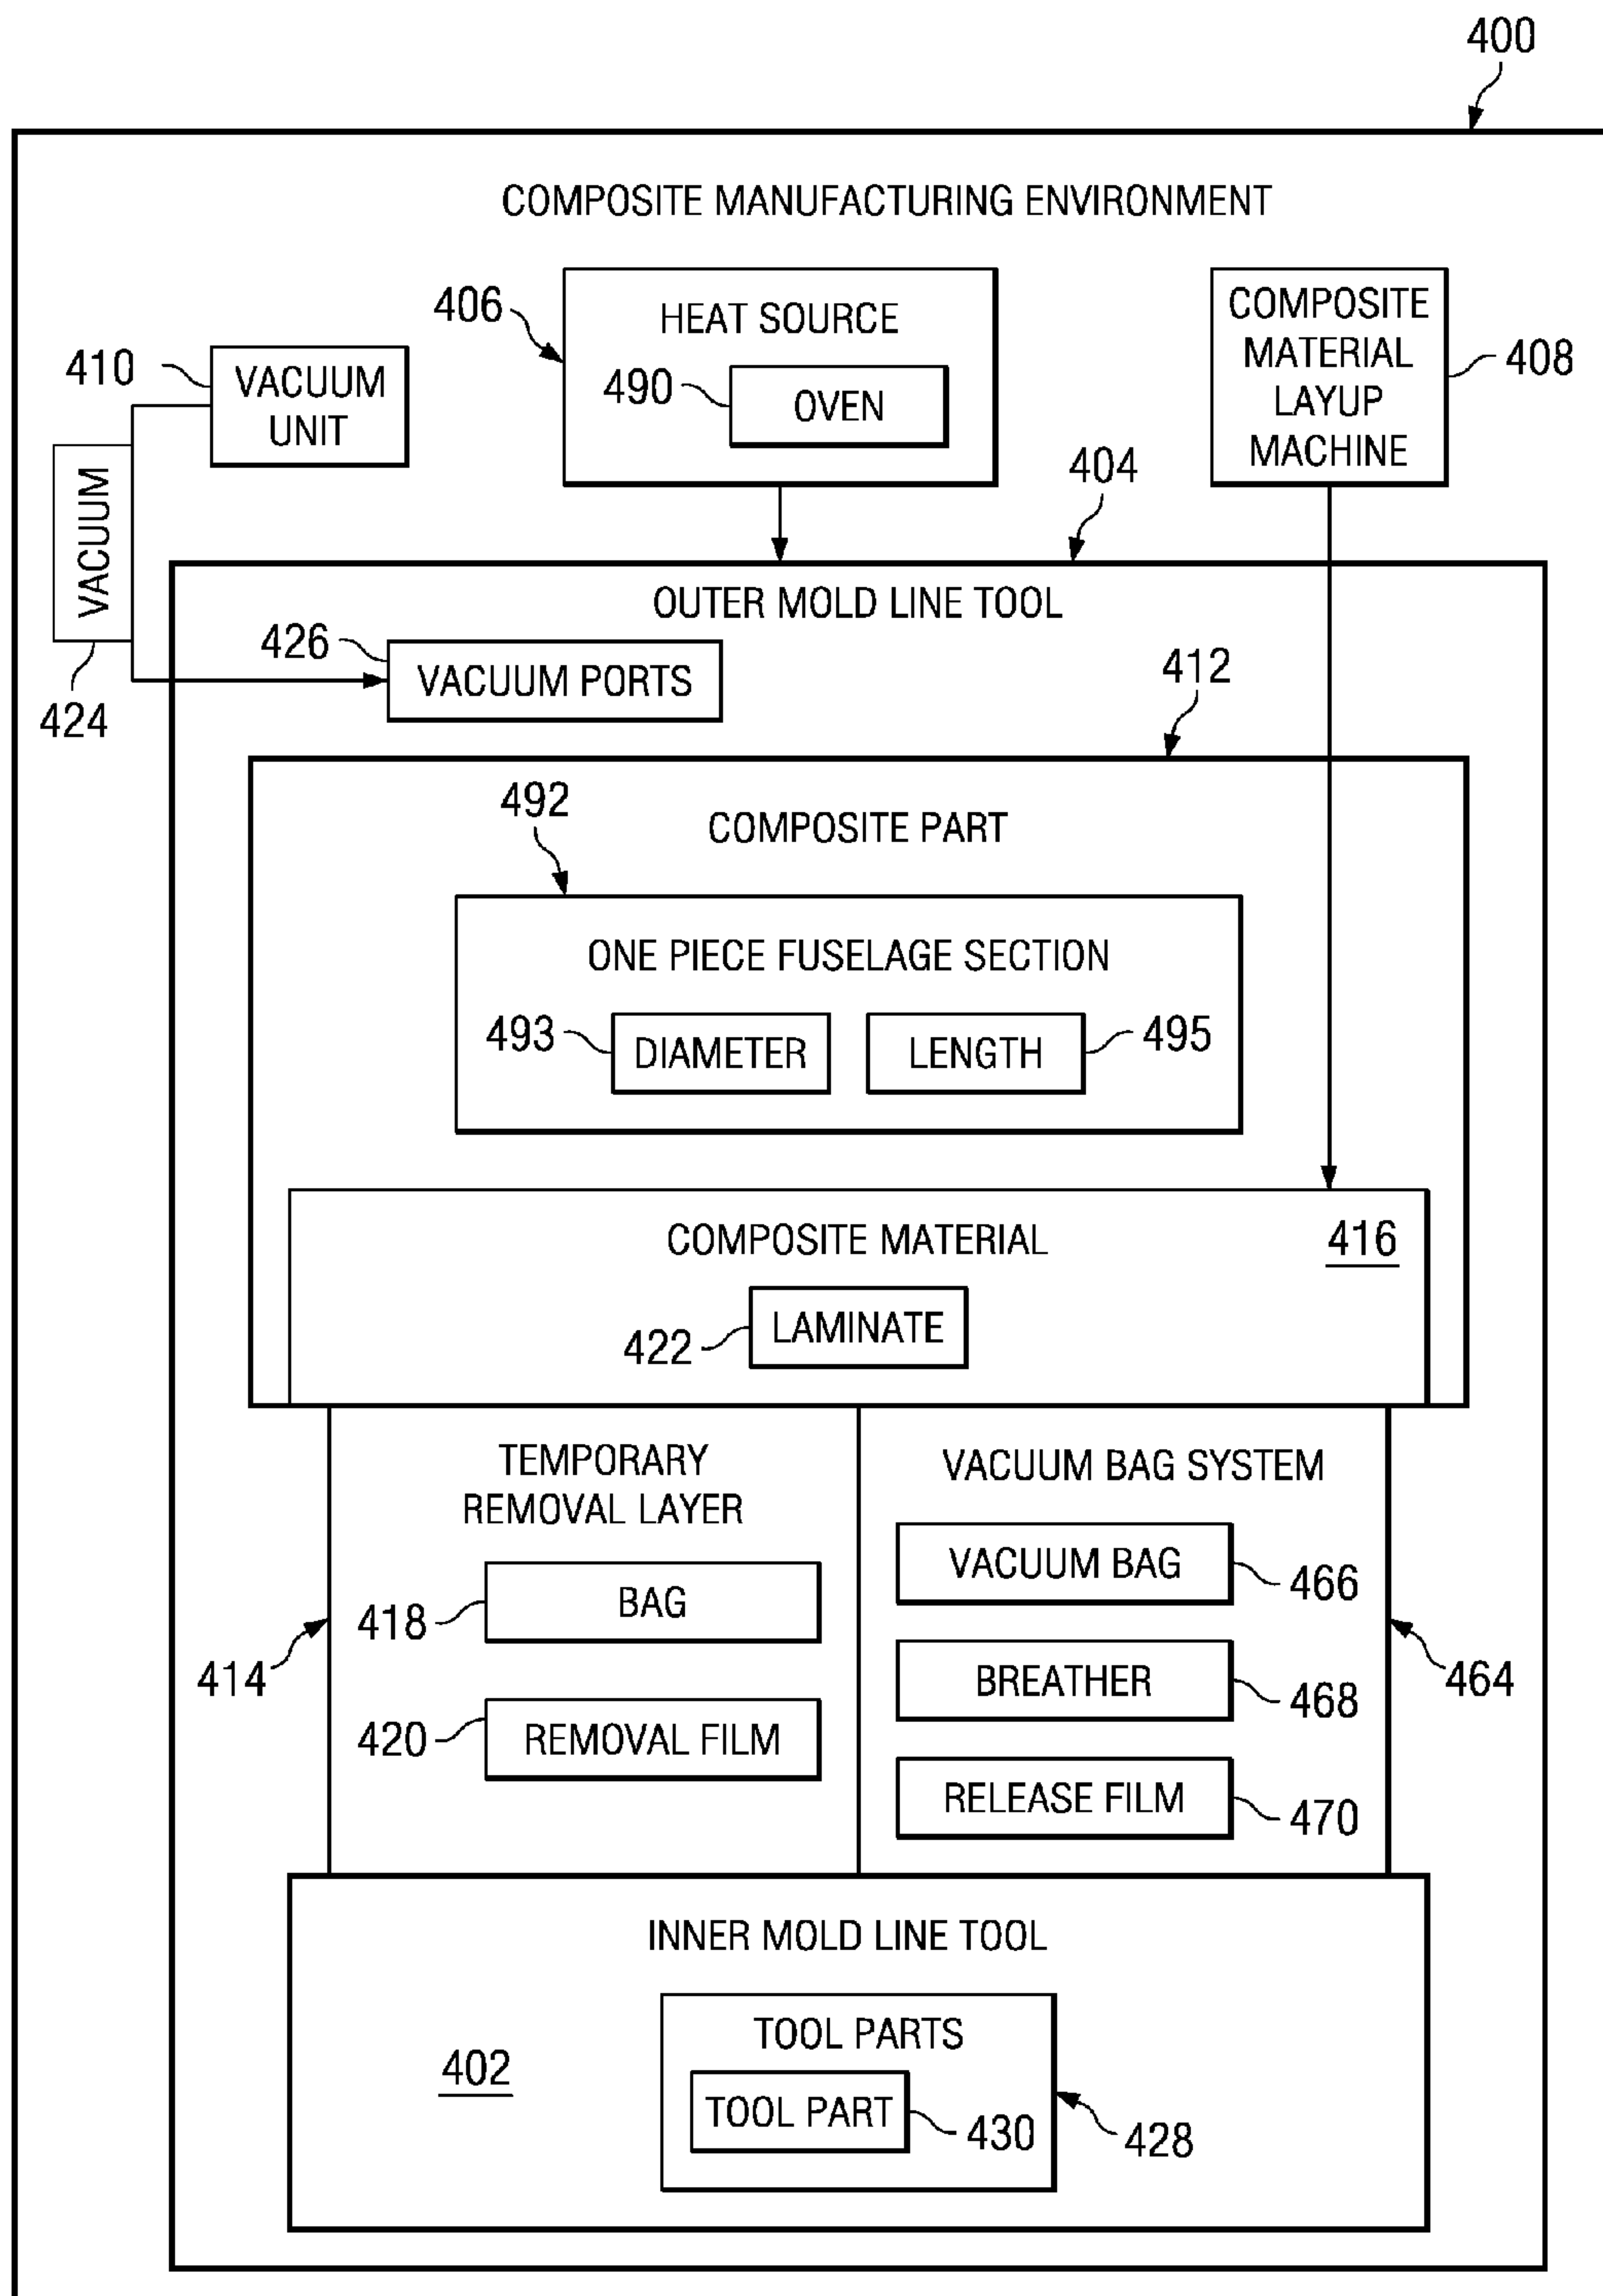 400
COMPOSITE MANUFACTURING ENVIRONMENT
406
HEAT SOURCE
490
OVEN
COMPOSITE
MATERIAL
LAYUP
MACHINE
408
410
VACUUM
UNIT
VACUUM
424
404
OUTER MOLD LINE TOOL
426
VACUUM PORTS
412
COMPOSITE PART
492
ONE PIECE FUSELAGE SECTION
493
DIAMETER
LENGTH
495
COMPOSITE MATERIAL
416
422
LAMINATE
TEMPORARY
REMOVAL LAYER
418
BAG
414
420
REMOVAL FILM
VACUUM BAG SYSTEM
VACUUM BAG
466
BREATHER
468
464
RELEASE FILM
470
INNER MOLD LINE TOOL
402
TOOL PARTS
TOOL PART
430
428